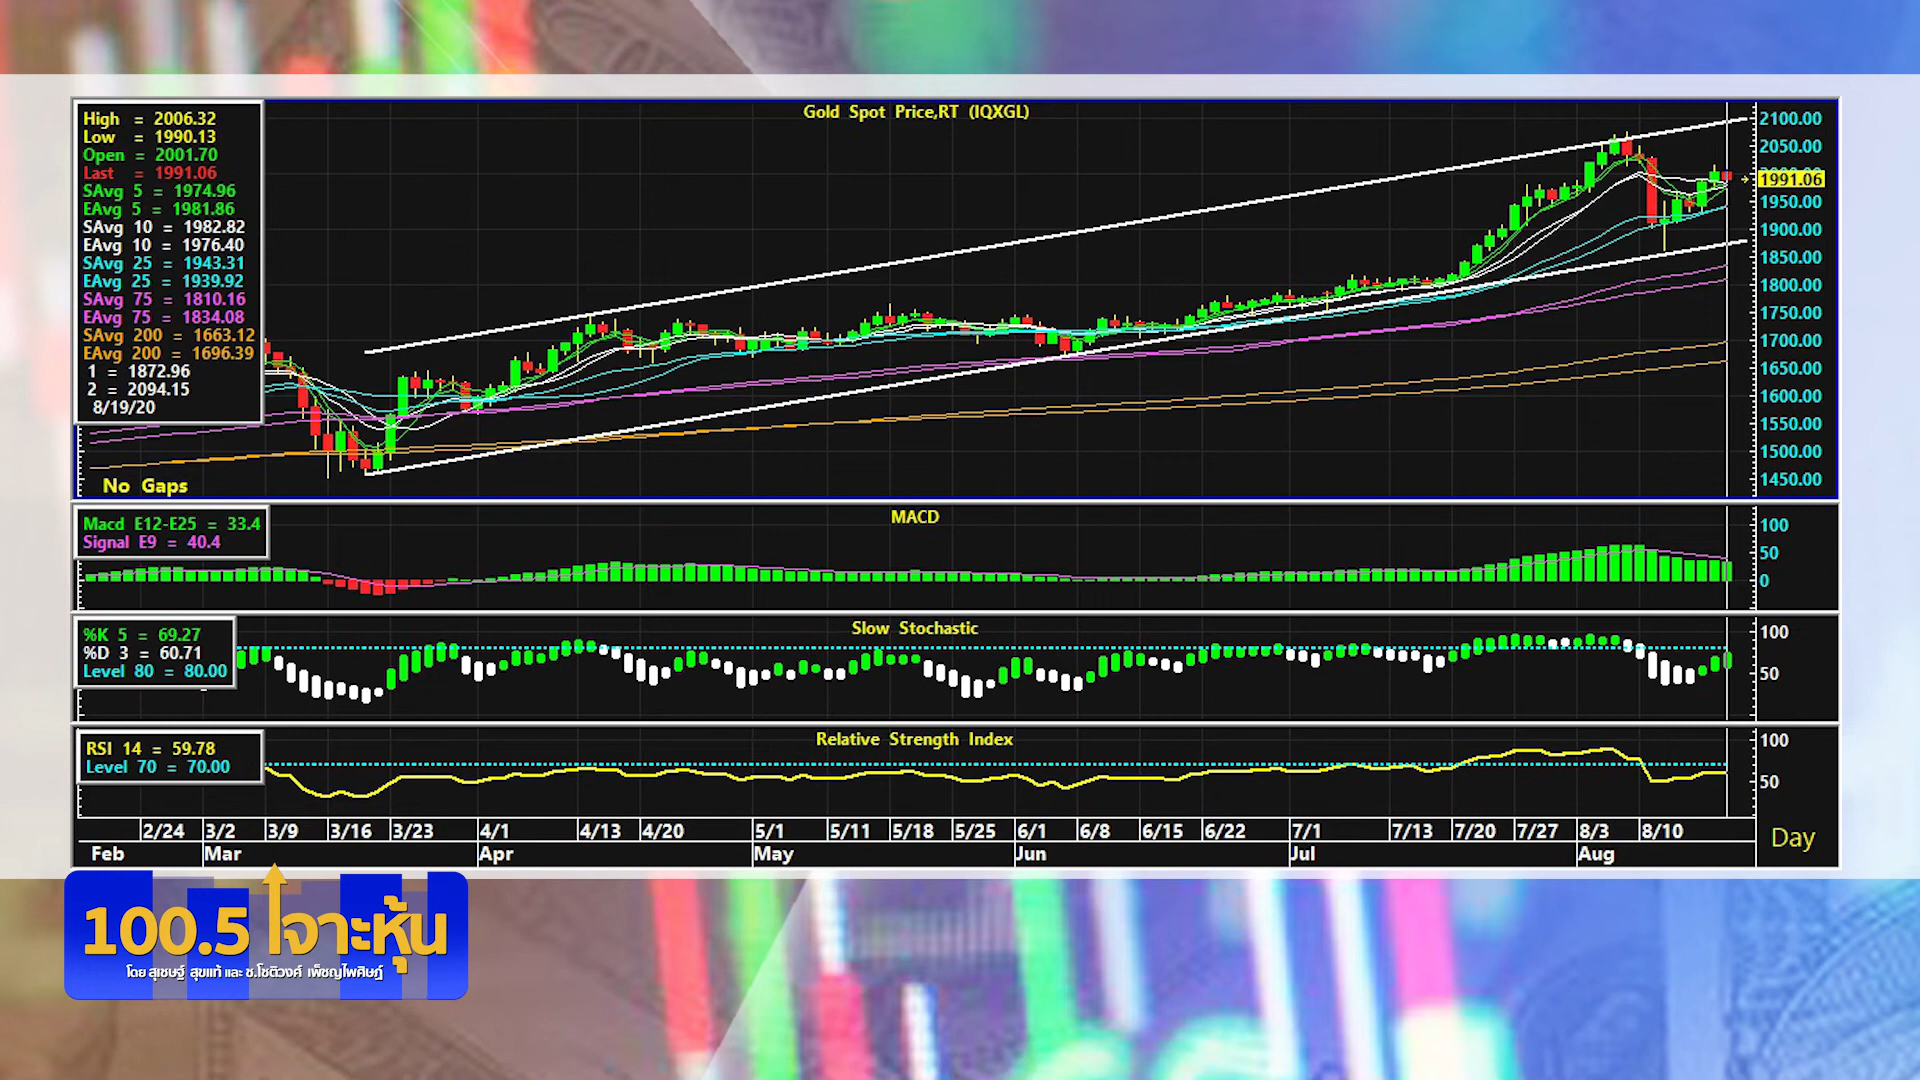 Gold Spot Price,RT (IQXGL)
High = 2006.32
Low = 1990.13
Open = 2001.70
Last = 1991.06
SAvg 5 = 1974.96
EAvg 5 = 1981.86
SAvg 10 = 1982.82
EAvg 10 = 1976.40
SAvg 25 = 1943.31
EAvg 25 = 1939.92
SAvg 75 = 1810.16
EAvg 75 = 1834.08
SAvg 200 = 1663.12
EAvg 200 = 1696.39
1 = 1872.96
2 = 2094.15
8/19/20
No Gaps
2100.00
2050.00
1991.06
1950.00
1900.00
1850.00
1800.00
1750.00
1700.00
1650.00
1600.00
1550.00
1500.00
1450.00
MACD
Macd E12-E25 = 33.4
Signal E9 = 40.4
100
50
0
Slow Stochastic
%K 5 = 69.27
%D 3 = 60.71
Level 80 = 80.00
100
50
Relative Strength Index
RSI 14 = 59.78
Level 70 = 70.00
100
50
2/24 3/2 3/9 3/16 3/23 4/1 4/13 4/20 5/1 5/11 5/18 5/25 6/1 6/8 6/15 6/22 7/1 7/13 7/20 7/27 8/3 8/10
Feb Mar Apr May Jun Jul Aug
Day
100.5 เจาะหุ้น
โดย สุเชษฐ์ สุขแท้ และ ช.โชติวงศ์ เพ็ชญไพศิษฏ์